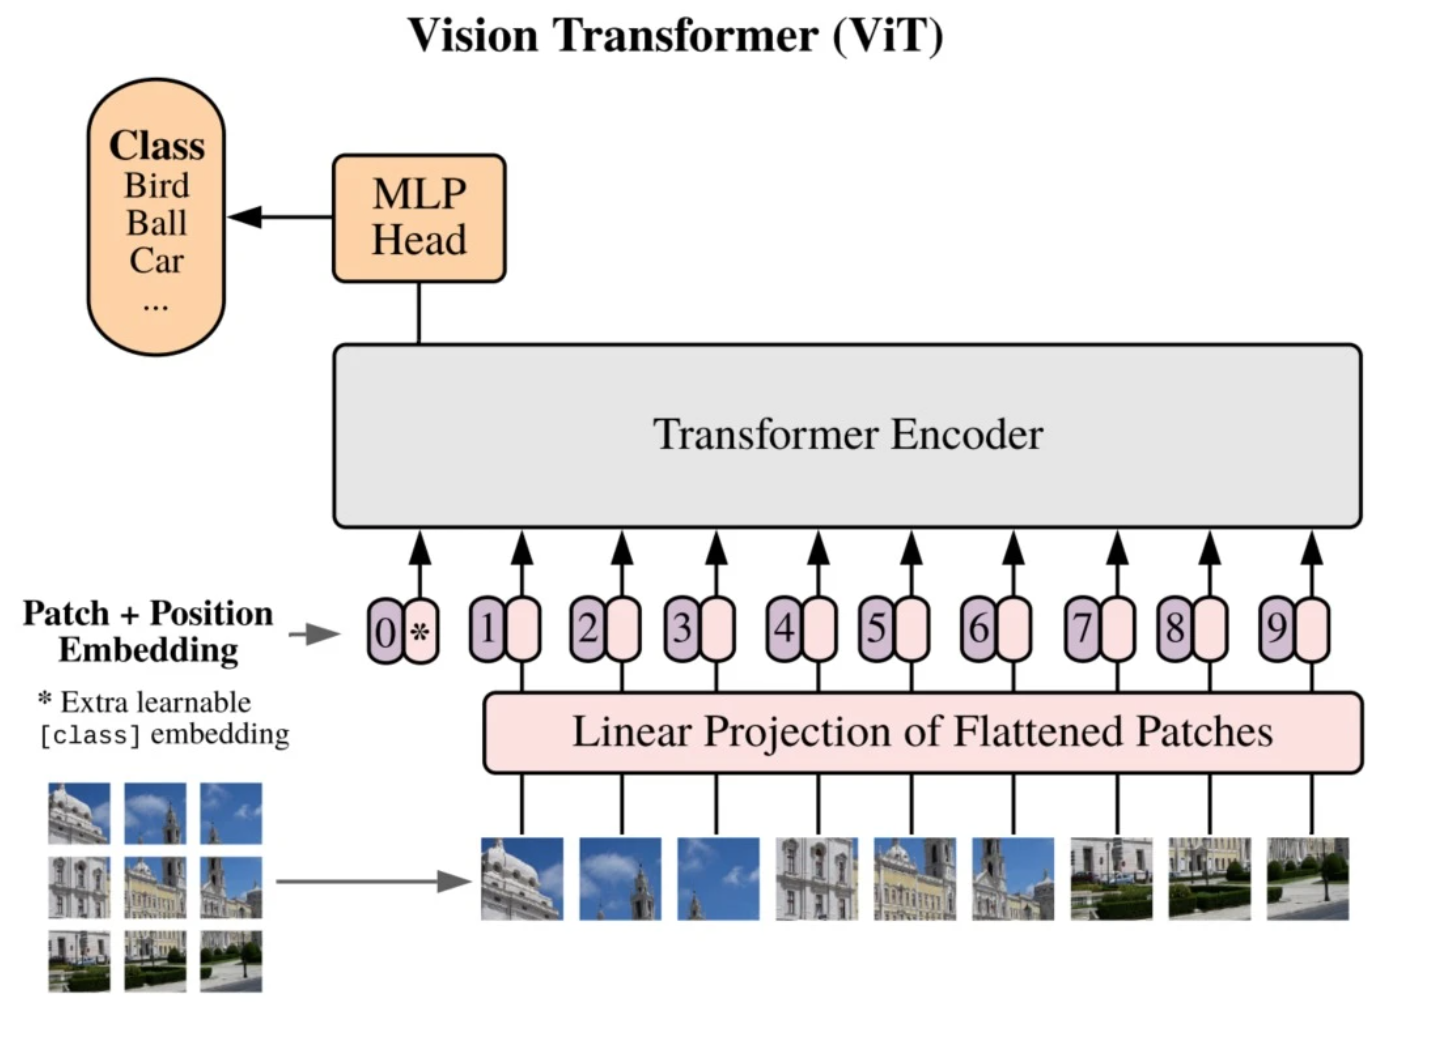 Vision Transformer (ViT)
Class
Bird
Ball
Car
...
MLP
Head
Transformer Encoder
Patch + Position
Embedding
0 * 1 2 3 4 5 6 7 8 9
* Extra learnable
[class] embedding
Linear Projection of Flattened Patches